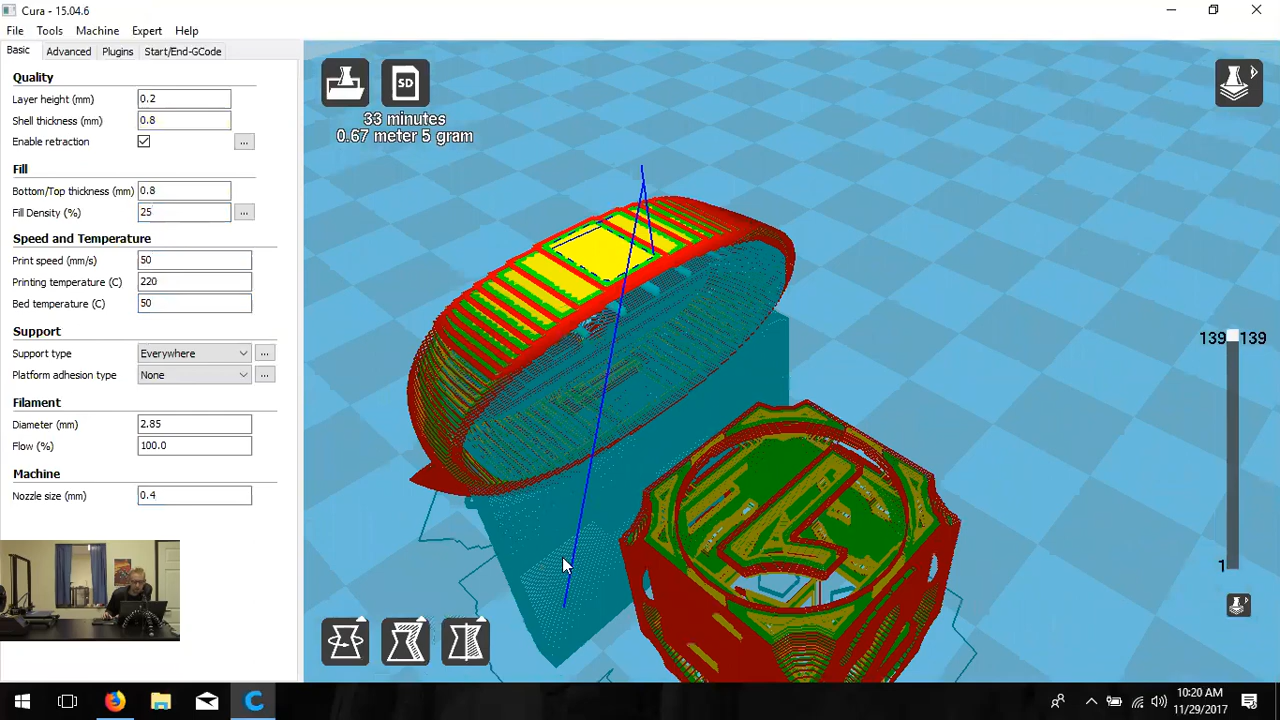 Cura - 15.04.6
File Tools Machine Expert Help
Basic Advanced Plugins Start/End-GCode
Quality
Layer height (mm) 0.2
Shell thickness (mm) 0.8
Enable retraction ...
Fill
Bottom/Top thickness (mm) 0.8
Fill Density (%) 25 ...
Speed and Temperature
Print speed (mm/s) 50
Printing temperature (C) 220
Bed temperature (C) 50
Support
Support type Everywhere ...
Platform adhesion type None ...
Filament
Diameter (mm) 2.85
Flow (%) 100.0
Machine
Nozzle size (mm) 0.4
SD
33 minutes
0.67 meter 5 gram
139 139
1
10:20 AM
11/29/2017